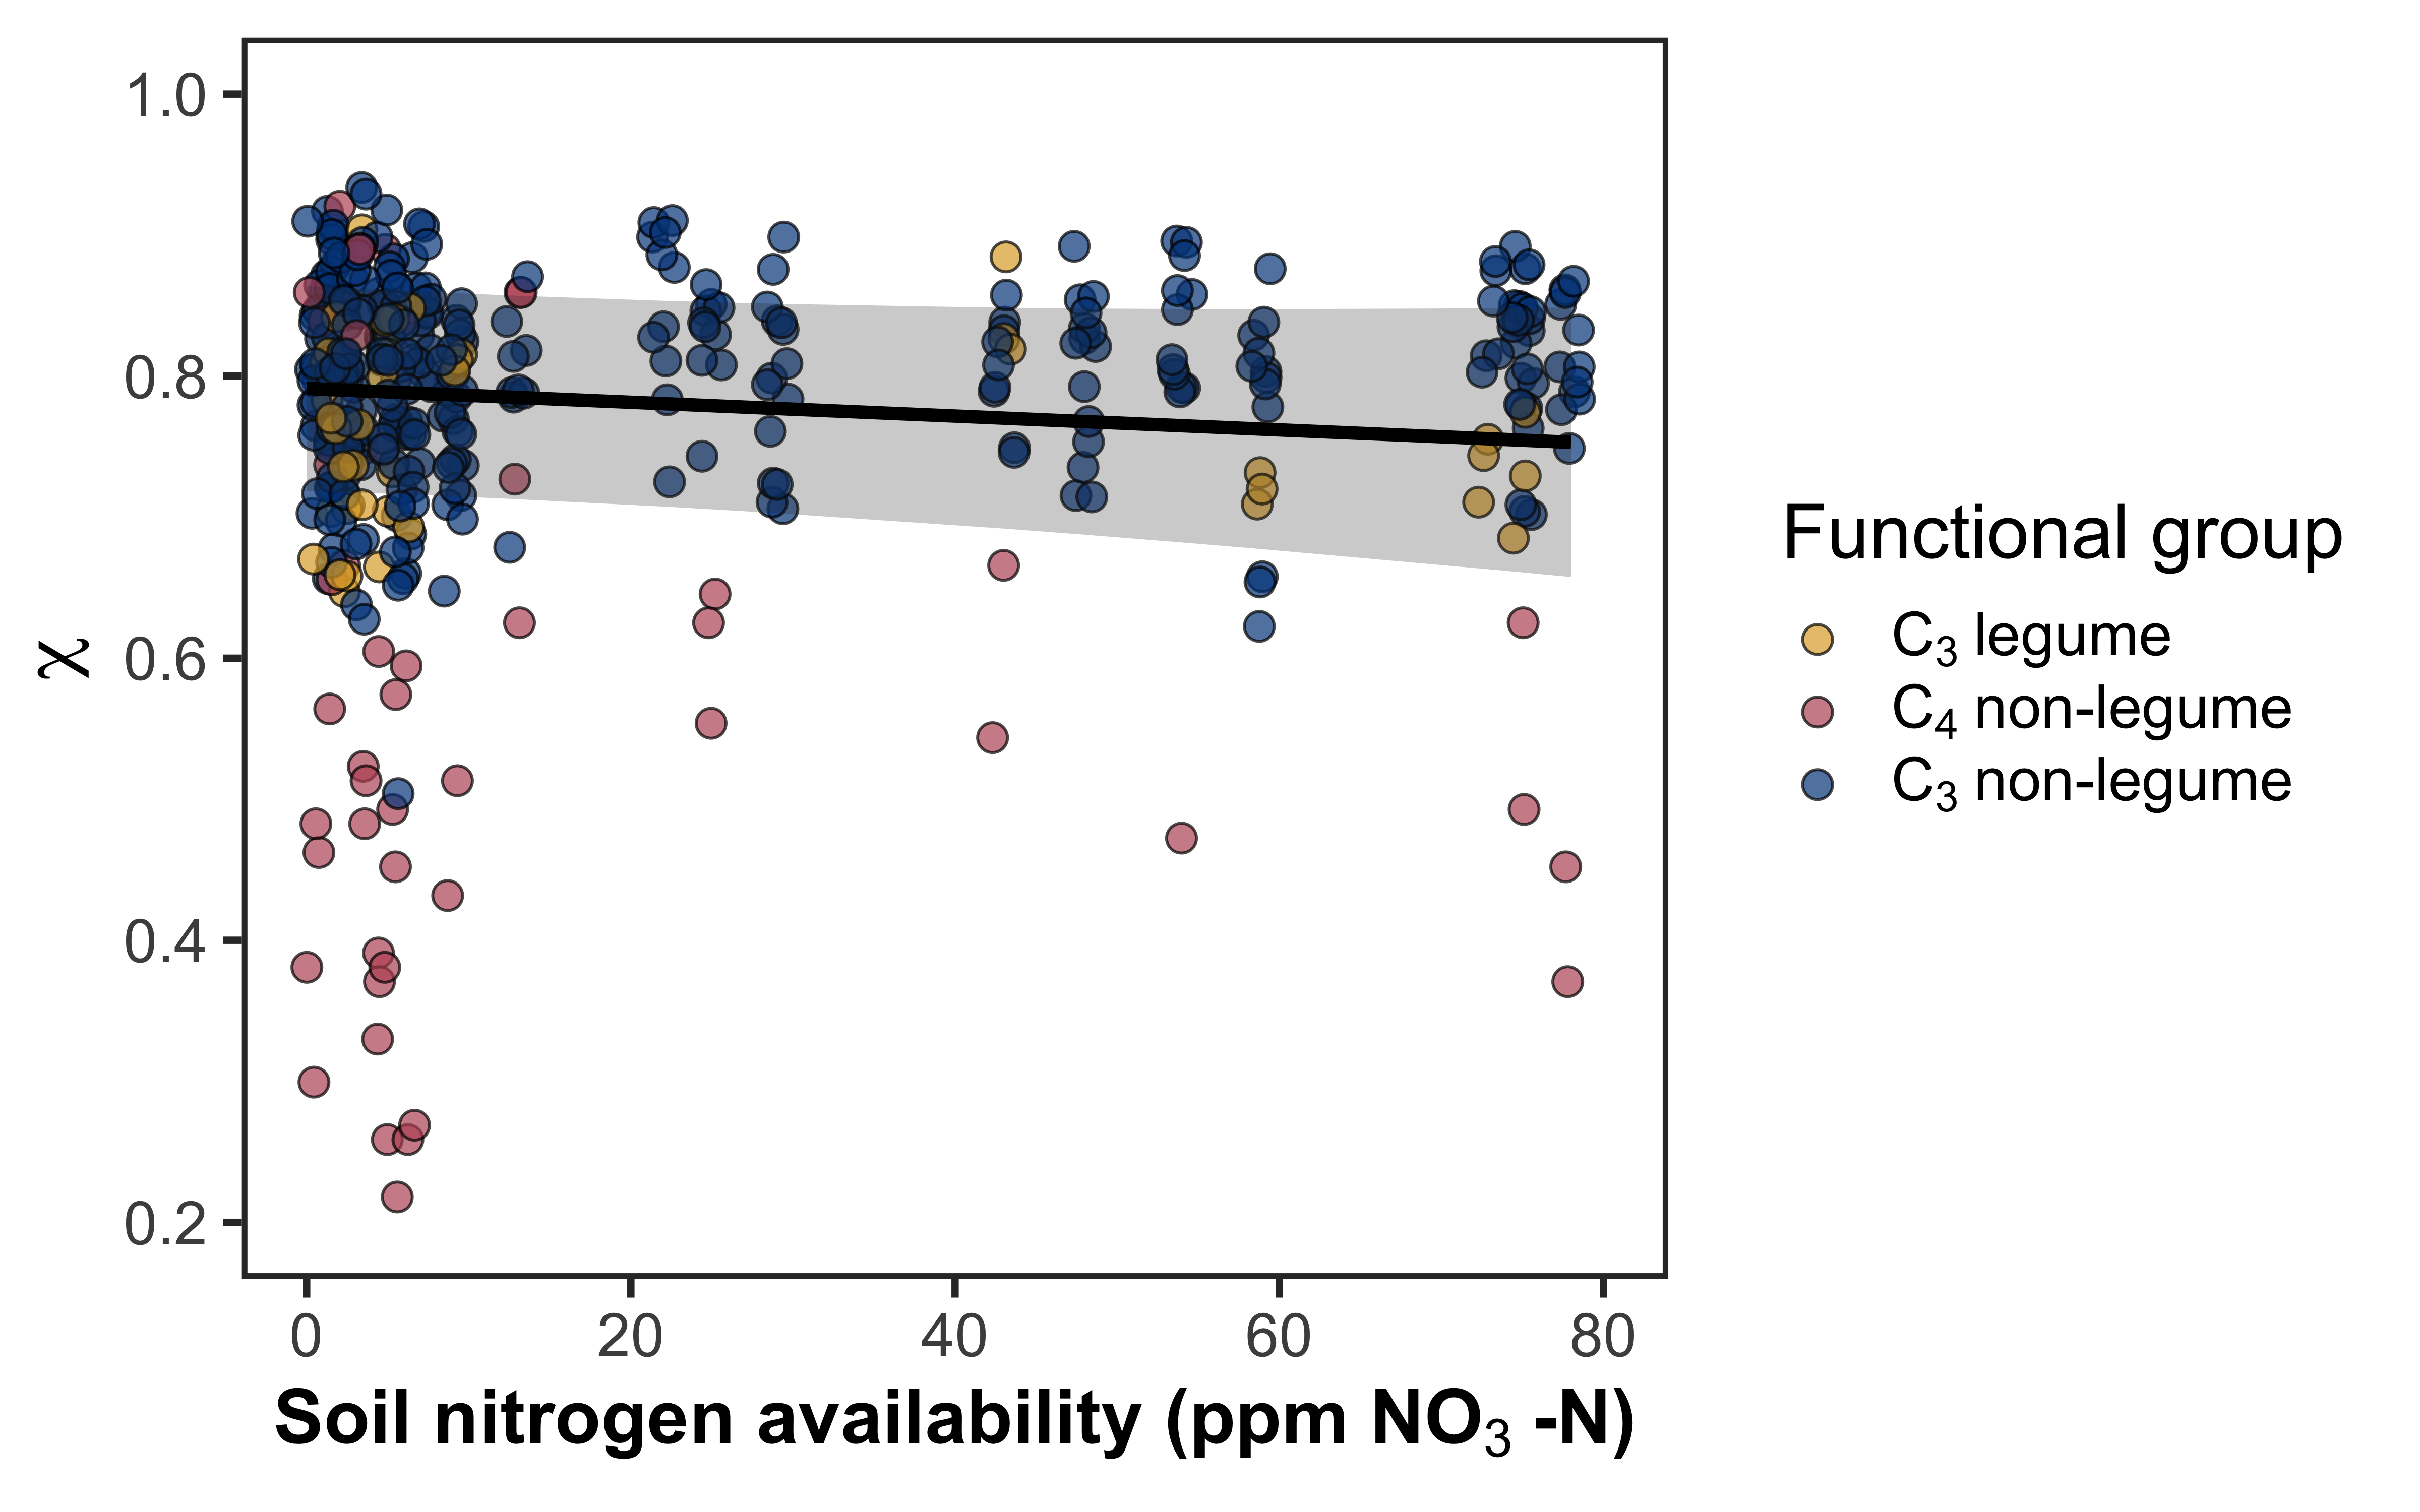 1.0
0.8
0.6
0.4
0.2
χ
0 20 40 60 80
Soil nitrogen availability (ppm NO₃ -N)
Functional group
C₃ legume
C₄ non-legume
C₃ non-legume